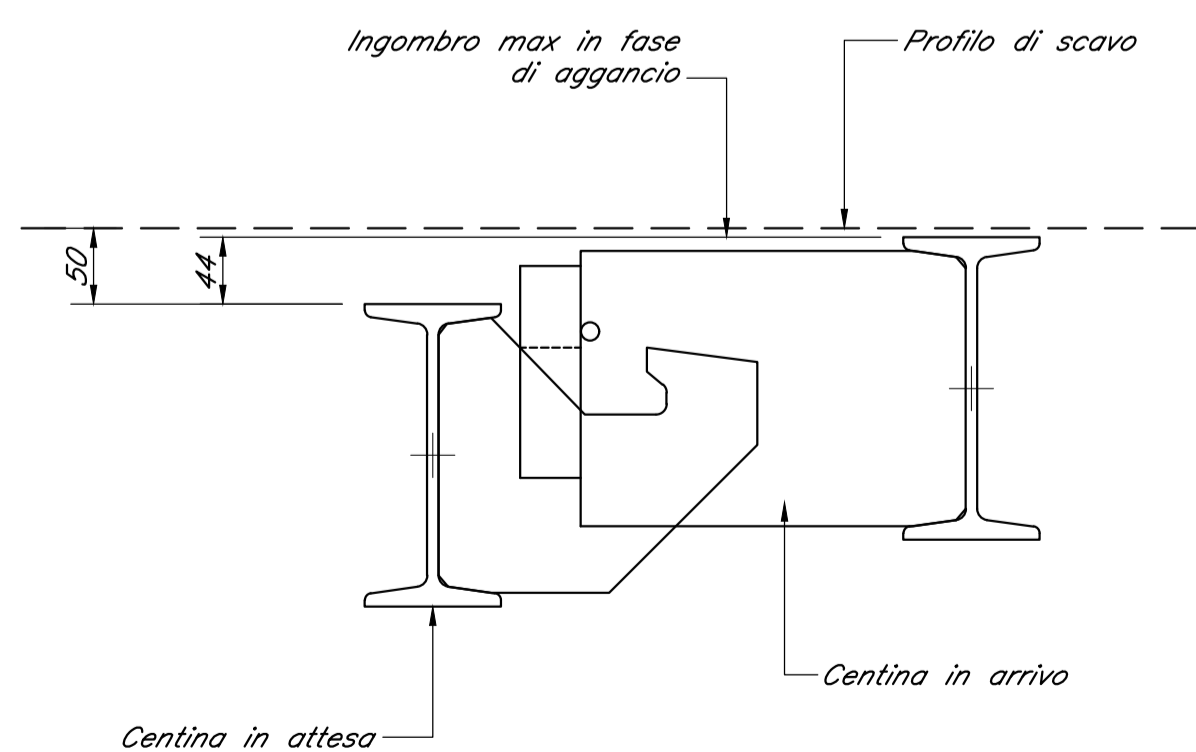 Ingombro max in fase
di aggancio
Profilo di scavo
50
44
Centina in arrivo
Centina in attesa